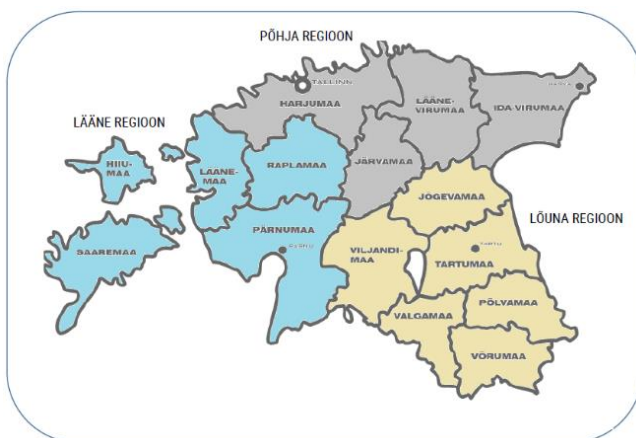 PÕHJA REGIOON
TALLINN
HARJUMAA
LÄÄNE-
VIRUMAA
IDA-VIRUMAA
LÄÄNE REGIOON
HIIU-
MAA
LÄÄNE-
MAA
RAPLAMAA
JÄRVAMAA
JÕGEVAMAA
LÕUNA REGIOON
SAAREMAA
PÄRNUMAA
VILJANDI-
MAA
TARTUMAA
VALGAMAA
PÕLVAMAA
VÕRUMAA